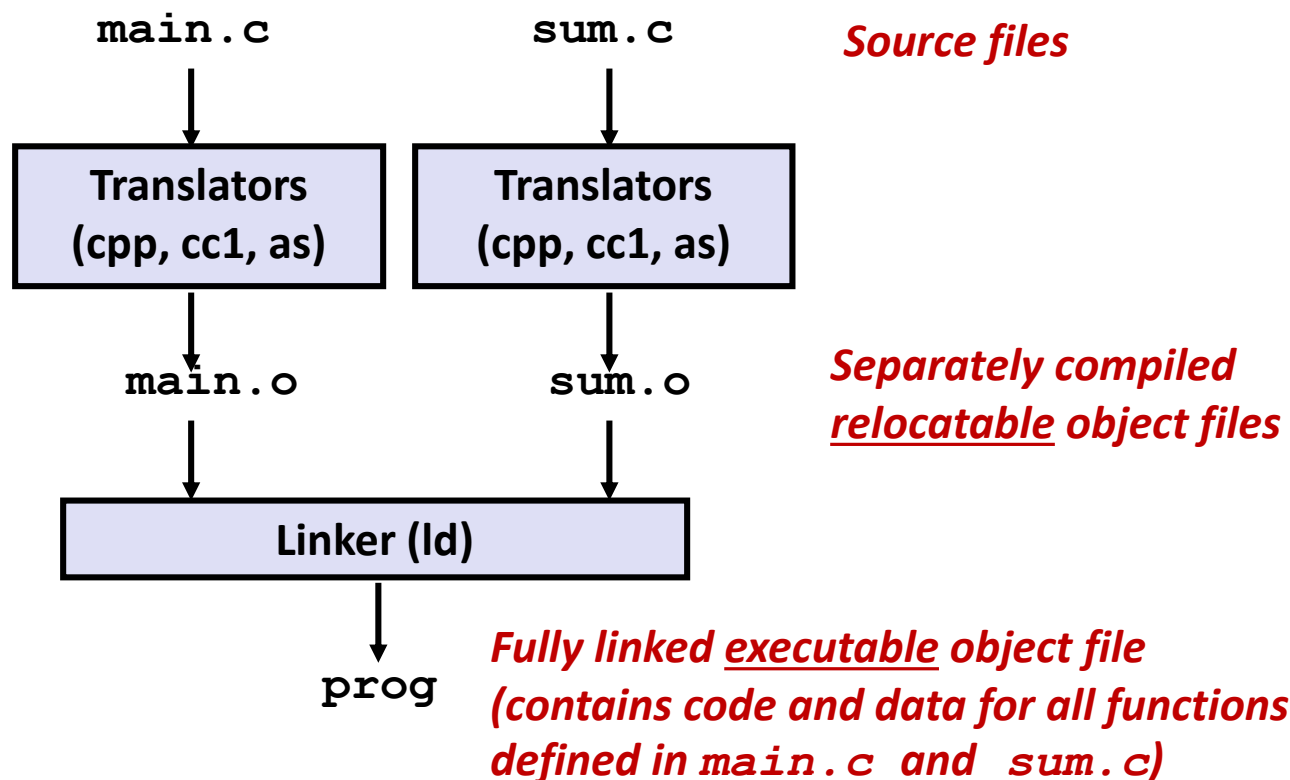 main.c
sum.c
Source files
Translators
(cpp, cc1, as)
Translators
(cpp, cc1, as)
main.o
sum.o
Separately compiled
relocatable object files
Linker (ld)
prog
Fully linked executable object file
(contains code and data for all functions
defined in main.c and sum.c)